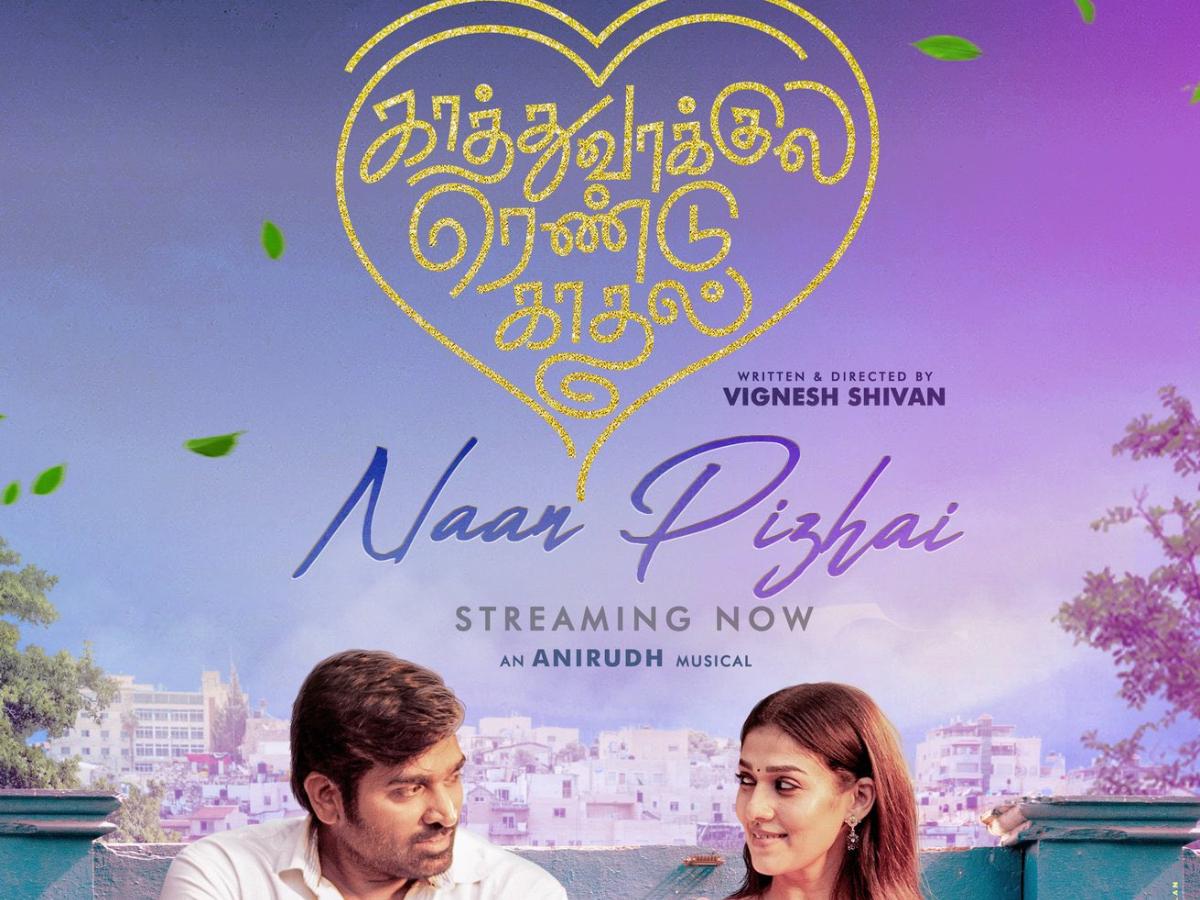 காத்துவாக்குல
ரெண்டு
காதல்
WRITTEN & DIRECTED BY
VIGNESH SHIVAN
Naan Pizhai
STREAMING NOW
AN ANIRUDH MUSICAL